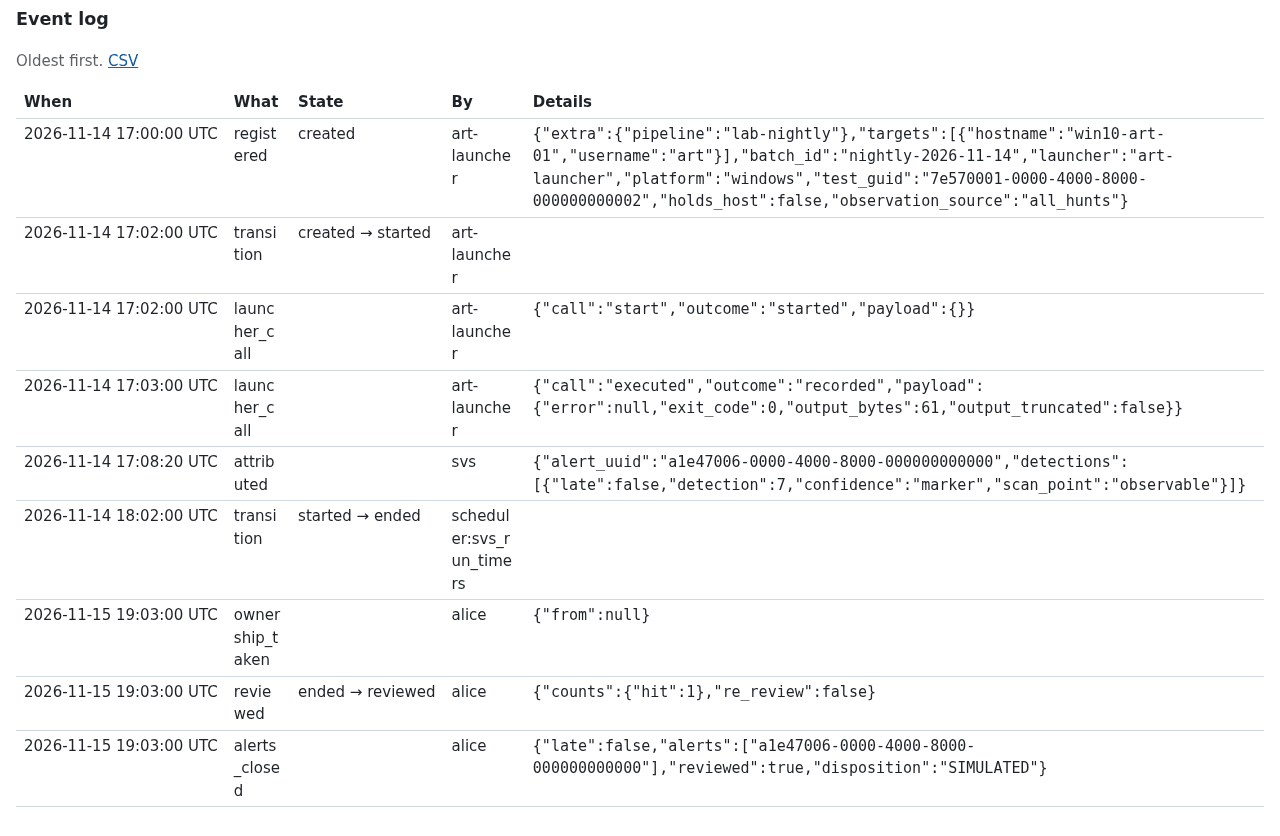 Event log
Oldest first. CSV
When What State By Details
2026-11-14 17:00:00 UTC regist created art- {"extra":{"pipeline":"lab-nightly"},"targets":[{"hostname":"win10-art-
ered launche 01","username":"art"}],"batch_id":"nightly-2026-11-14","launcher":"art-
r launcher","platform":"windows","test_guid":"7e570001-0000-4000-8000-
000000000002","holds_host":false,"observation_source":"all_hunts"}
2026-11-14 17:02:00 UTC transi created → started art-
tion launche
r
2026-11-14 17:02:00 UTC launc art- {"call":"start","outcome":"started","payload":{}}
her_c launche
all r
2026-11-14 17:03:00 UTC launc art- {"call":"executed","outcome":"recorded","payload":
her_c launche {"error":null,"exit_code":0,"output_bytes":61,"output_truncated":false}}
all r
2026-11-14 17:08:20 UTC attrib svs {"alert_uuid":"a1e47006-0000-4000-8000-000000000000","detections":
uted [{"late":false,"detection":7,"confidence":"marker","scan_point":"observable"}]}
2026-11-14 18:02:00 UTC transi started → ended schedul
tion er:svs_r
un_time
rs
2026-11-15 19:03:00 UTC owner alice {"from":null}
ship_t
aken
2026-11-15 19:03:00 UTC revie ended → reviewed alice {"counts":{"hit":1},"re_review":false}
wed
2026-11-15 19:03:00 UTC alerts alice {"late":false,"alerts":["a1e47006-0000-4000-8000-
_close 000000000000"],"reviewed":true,"disposition":"SIMULATED"}
d